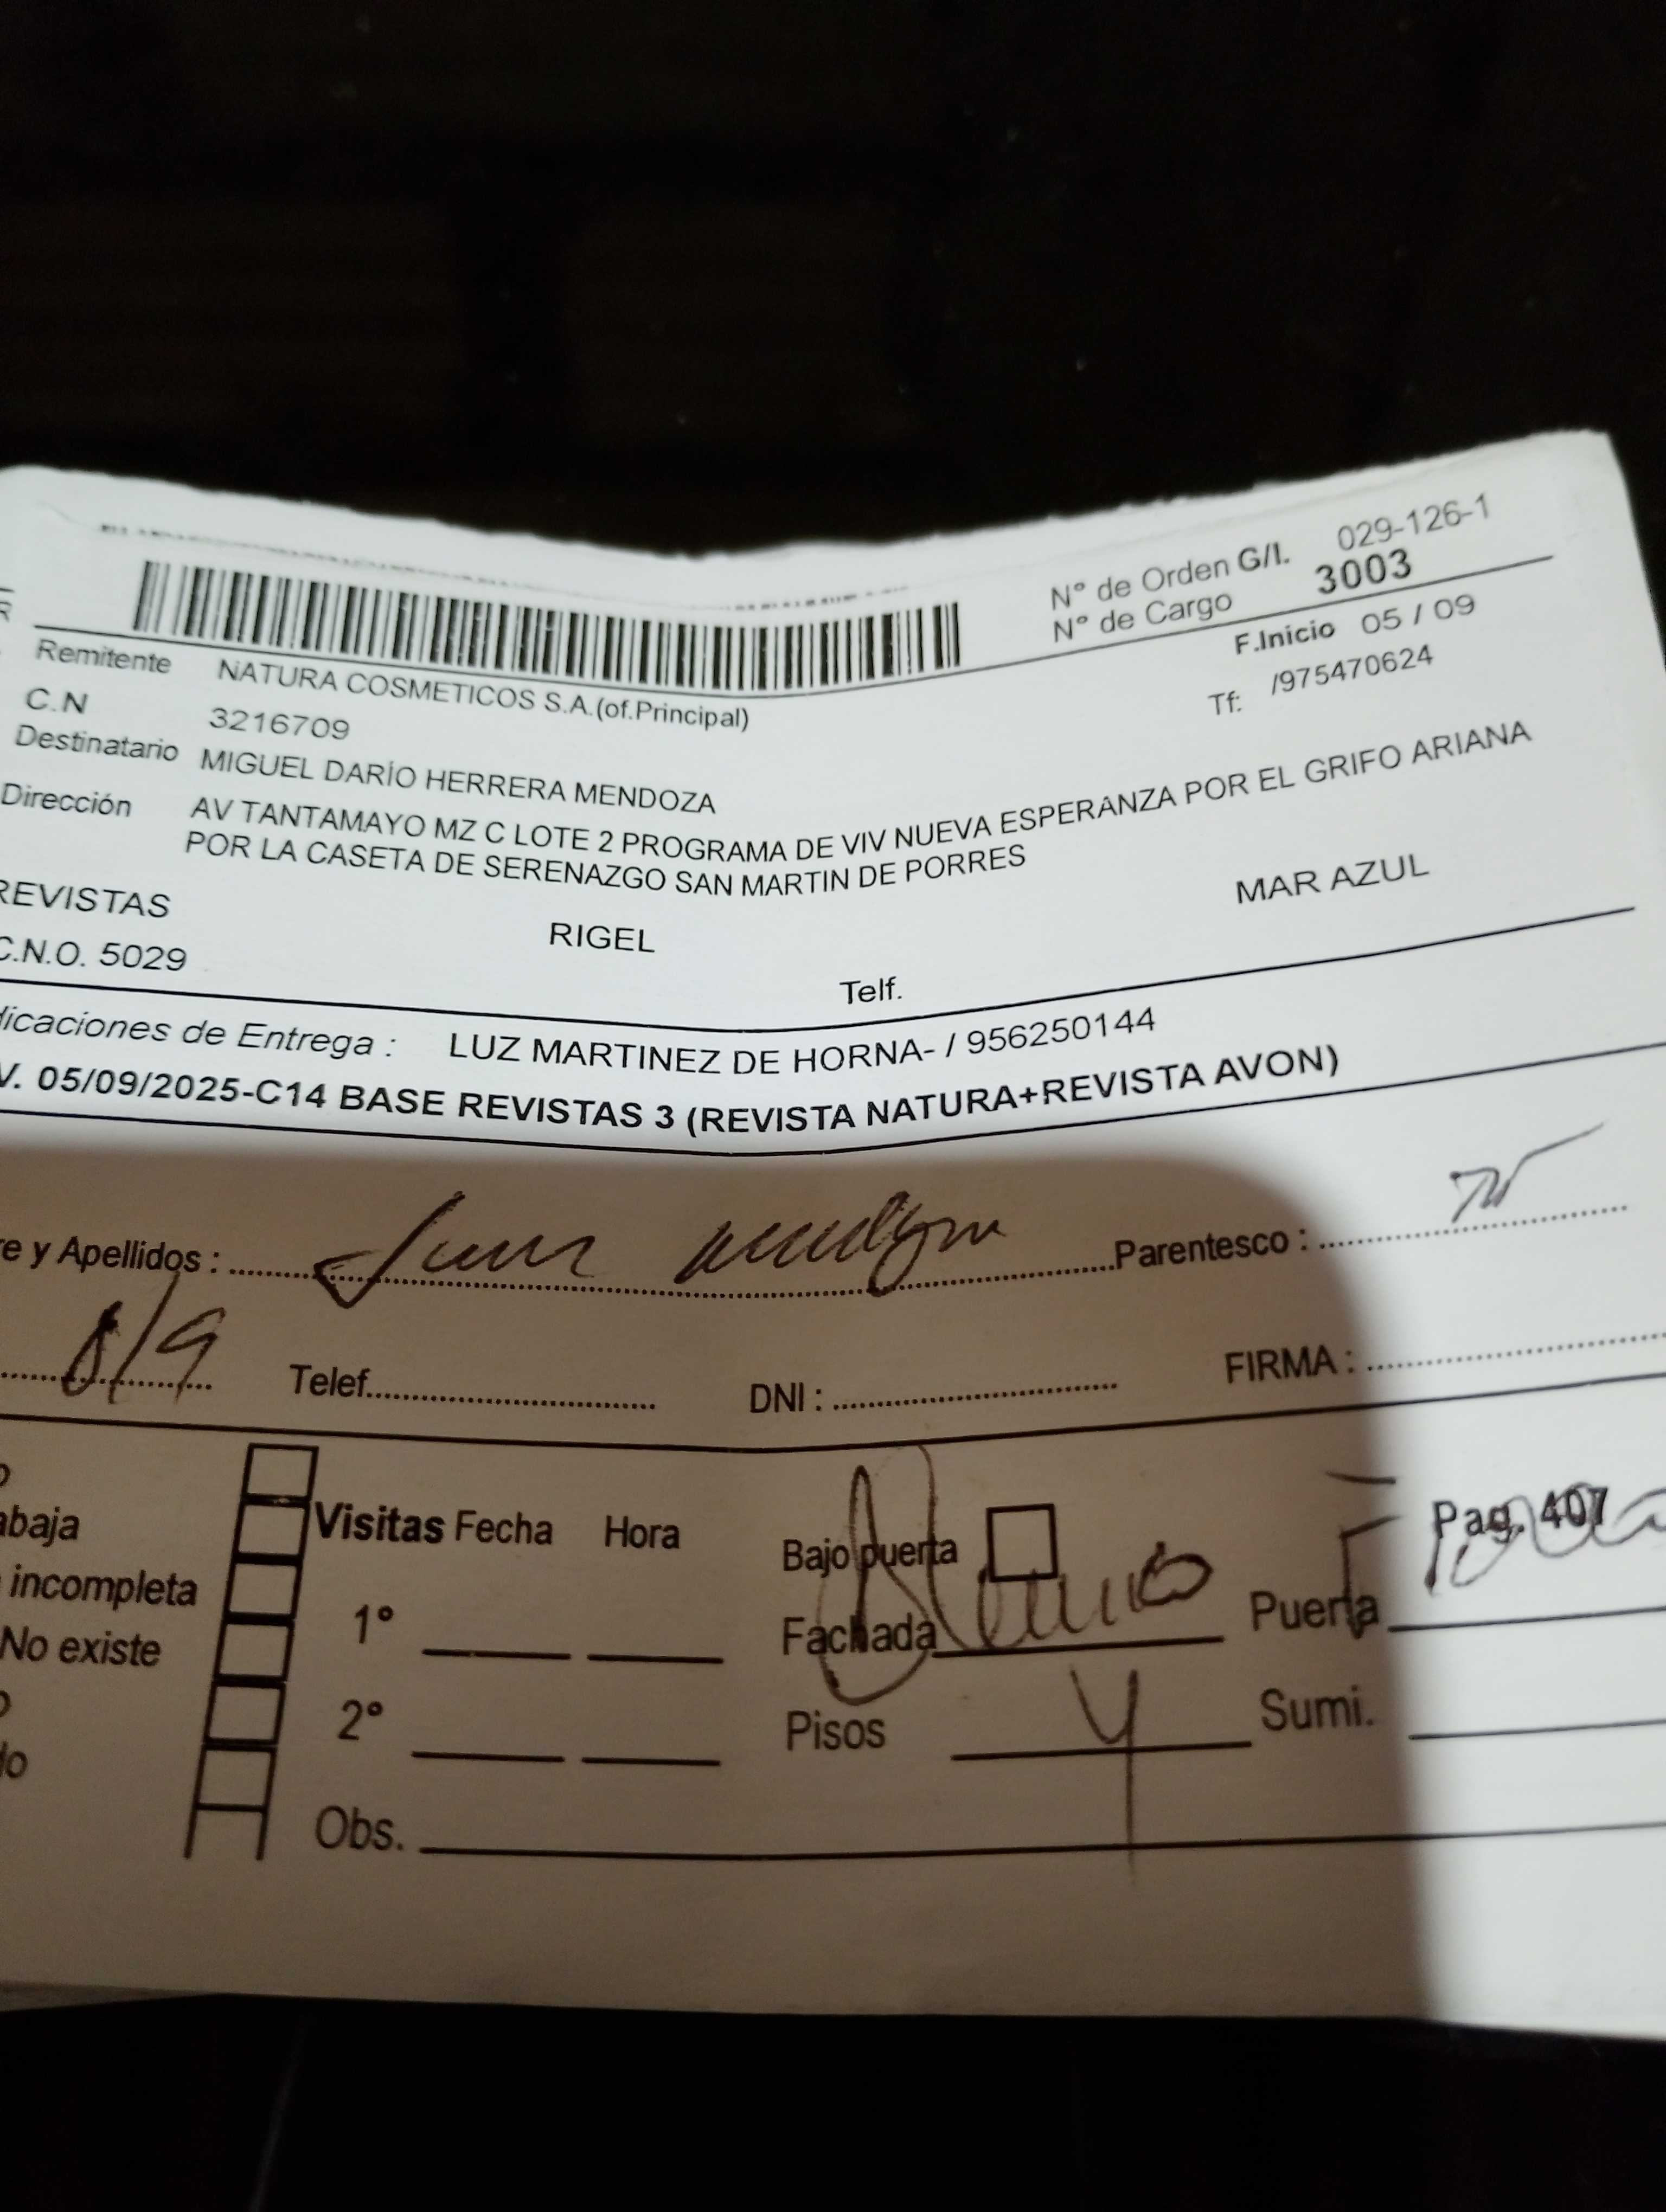 Nº de Orden G/I. 029-126-1
Nº de Cargo 3003
F.Inicio 05 / 09
Remitente NATURA COSMETICOS S.A.(of.Principal)
Tf: /975470624
C.N 3216709
Destinatario MIGUEL DARÍO HERRERA MENDOZA
Dirección AV TANTAMAYO MZ C LOTE 2 PROGRAMA DE VIV NUEVA ESPERANZA POR EL GRIFO ARIANA
POR LA CASETA DE SERENAZGO SAN MARTIN DE PORRES
REVISTAS RIGEL MAR AZUL
C.N.O. 5029 Telf.
dicaciones de Entrega : LUZ MARTINEZ DE HORNA- / 956250144
V. 05/09/2025-C14 BASE REVISTAS 3 (REVISTA NATURA+REVISTA AVON)
e y Apellidos : Parentesco :
8/9 Telef. DNI : FIRMA :
abaja Visitas Fecha Hora Bajo puerta Pag. 407
incompleta 1° Fachada Puerta
No existe
2° Pisos 4 Sumi.
do
Obs.